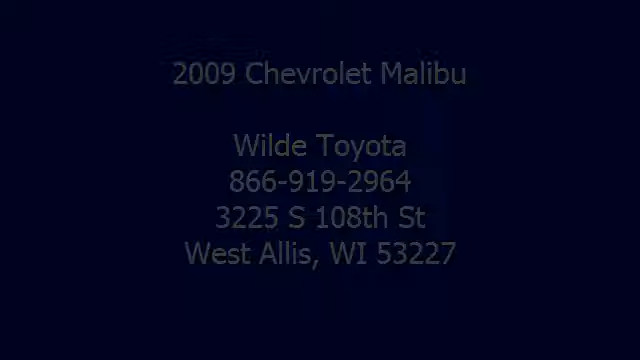 2009 Chevrolet Malibu
Wilde Toyota
866-919-2964
3225 S 108th St
West Allis, WI 53227